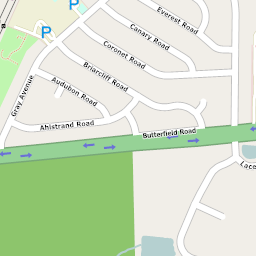 Everest Road
Canary Road
P
P
Coronet Road
Briarcliff Road
Audubon Road
Gray Avenue
Ahlstrand Road
Butterfield Road
Lace